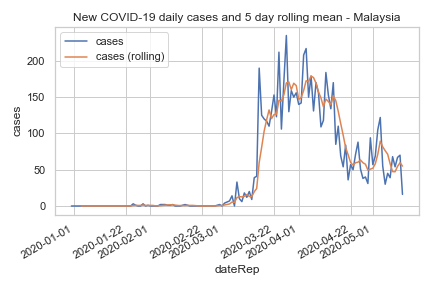 New COVID-19 daily cases and 5 day rolling mean - Malaysia
cases
cases (rolling)
200
150
100
50
0
cases
2020-01-01
2020-01-22
2020-02-01
2020-02-22
2020-03-01
2020-03-22
2020-04-01
2020-04-22
2020-05-01
dateRep